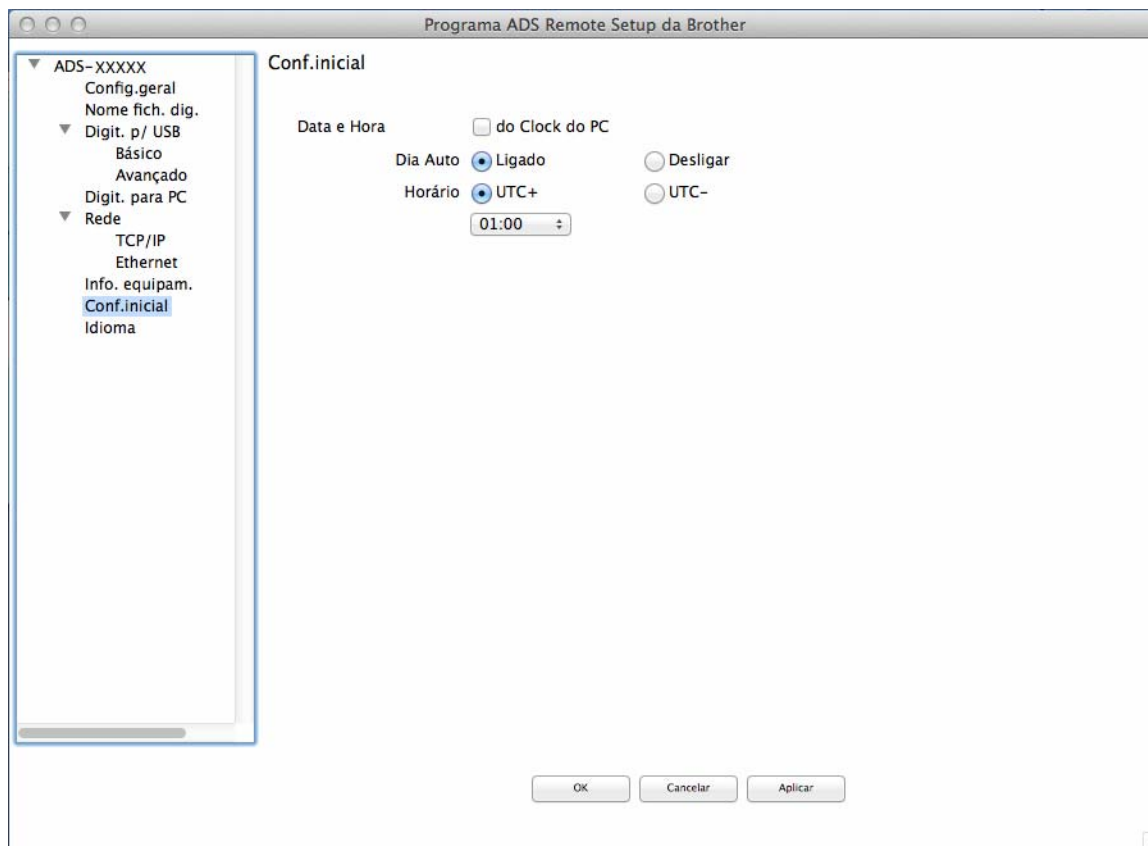 Programa ADS Remote Setup da Brother
ADS-XXXXX
Config.geral
Nome fich. dig.
Digit. p/ USB
Básico
Avançado
Digit. para PC
Rede
TCP/IP
Ethernet
Info. equipam.
Conf.inicial
Idioma
Conf.inicial
Data e Hora do Clock do PC
Dia Auto Ligado Desligar
Horário UTC+ UTC-
01:00
OK Cancelar Aplicar